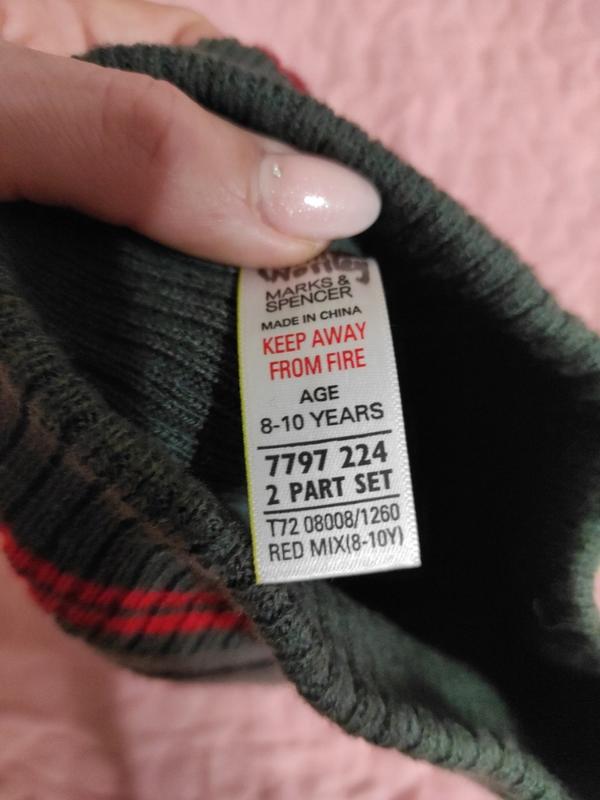 MARKS &
SPENCER
MADE IN CHINA
KEEP AWAY
FROM FIRE
AGE
8-10 YEARS
7797 224
2 PART SET
T72 08008/1260
RED MIX(8-10Y)